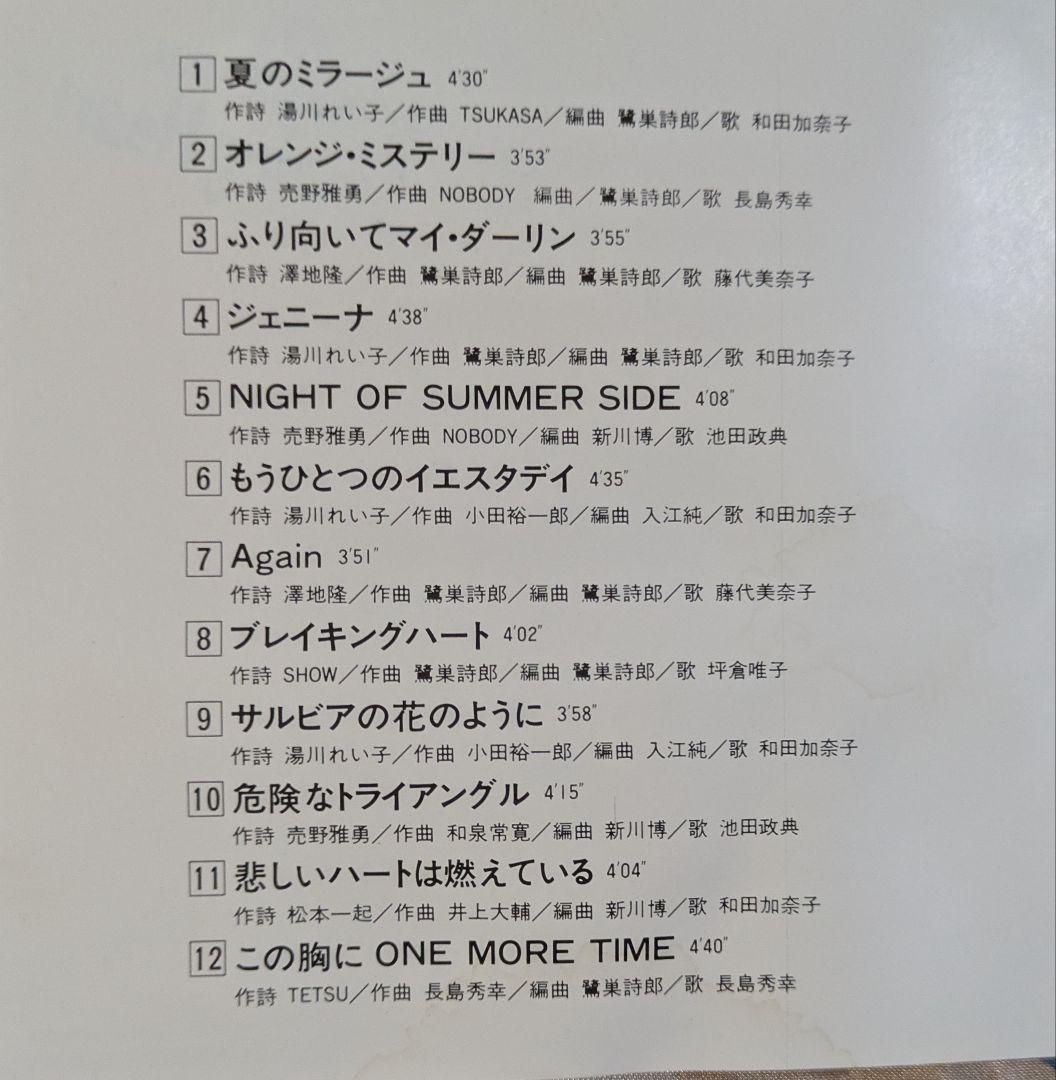 1 夏のミラージュ 4'30"
作詩 湯川れい子／作曲 TSUKASA／編曲 鷺巣詩郎／歌 和田加奈子
2 オレンジ・ミステリー 3'53"
作詩 売野雅勇／作曲 NOBODY 編曲／鷺巣詩郎／歌 長島秀幸
3 ふり向いてマイ・ダーリン 3'55"
作詩 澤地隆／作曲 鷺巣詩郎／編曲 鷺巣詩郎／歌 藤代美奈子
4 ジェニーナ 4'38"
作詩 湯川れい子／作曲 鷺巣詩郎／編曲 鷺巣詩郎／歌 和田加奈子
5 NIGHT OF SUMMER SIDE 4'08"
作詩 売野雅勇／作曲 NOBODY／編曲 新川博／歌 池田政典
6 もうひとつのイエスタデイ 4'35"
作詩 湯川れい子／作曲 小田裕一郎／編曲 入江純／歌 和田加奈子
7 Again 3'51"
作詩 澤地隆／作曲 鷺巣詩郎／編曲 鷺巣詩郎／歌 藤代美奈子
8 ブレイキングハート 4'02"
作詩 SHOW／作曲 鷺巣詩郎／編曲 鷺巣詩郎／歌 坪倉唯子
9 サルビアの花のように 3'58"
作詩 湯川れい子／作曲 小田裕一郎／編曲 入江純／歌 和田加奈子
10 危険なトライアングル 4'15"
作詩 売野雅勇／作曲 和泉常寛／編曲 新川博／歌 池田政典
11 悲しいハートは燃えている 4'04"
作詩 松本一起／作曲 井上大輔／編曲 新川博／歌 和田加奈子
12 この胸に ONE MORE TIME 4'40"
作詩 TETSU／作曲 長島秀幸／編曲 鷺巣詩郎／歌 長島秀幸